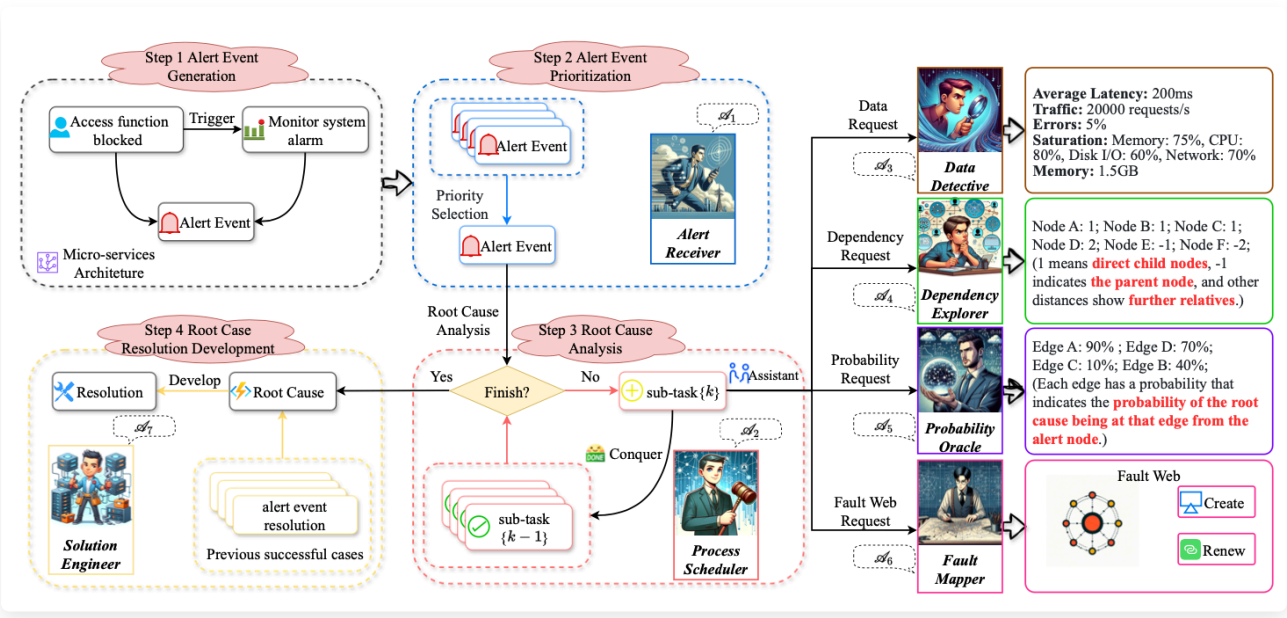 Step 1 Alert Event
Generation
Access function
blocked
Trigger
Monitor system
alarm
Alert Event
Micro-services
Architeture
Step 2 Alert Event
Prioritization
Alert Event
Priority
Selection
Alert Event
𝒜1
Alert
Receiver
Root Cause
Analysis
Step 3 Root Cause
Analysis
Yes
Finish?
No
sub-task{k}
Assistant
DONE
Conquer
sub-task
{k − 1}
𝒜2
Process
Scheduler
Step 4 Root Case
Resolution Development
Resolution
Develop
Root Cause
𝒜7
Solution
Engineer
alert event
resolution
Previous successful cases
Data
Request
𝒜3
Data
Detective
Average Latency: 200ms
Traffic: 20000 requests/s
Errors: 5%
Saturation: Memory: 75%, CPU:
80%, Disk I/O: 60%, Network: 70%
Memory: 1.5GB
Dependency
Request
𝒜4
Dependency
Explorer
Node A: 1; Node B: 1; Node C: 1;
Node D: 2; Node E: -1; Node F: -2;
(1 means direct child nodes, -1
indicates the parent node, and other
distances show further relatives.)
Probability
Request
𝒜5
Probability
Oracle
Edge A: 90% ; Edge D: 70%;
Edge C: 10%; Edge B: 40%;
(Each edge has a probability that
indicates the probability of the root
cause being at that edge from the
alert node.)
Fault Web
Request
𝒜6
Fault
Mapper
Fault Web
Create
Renew